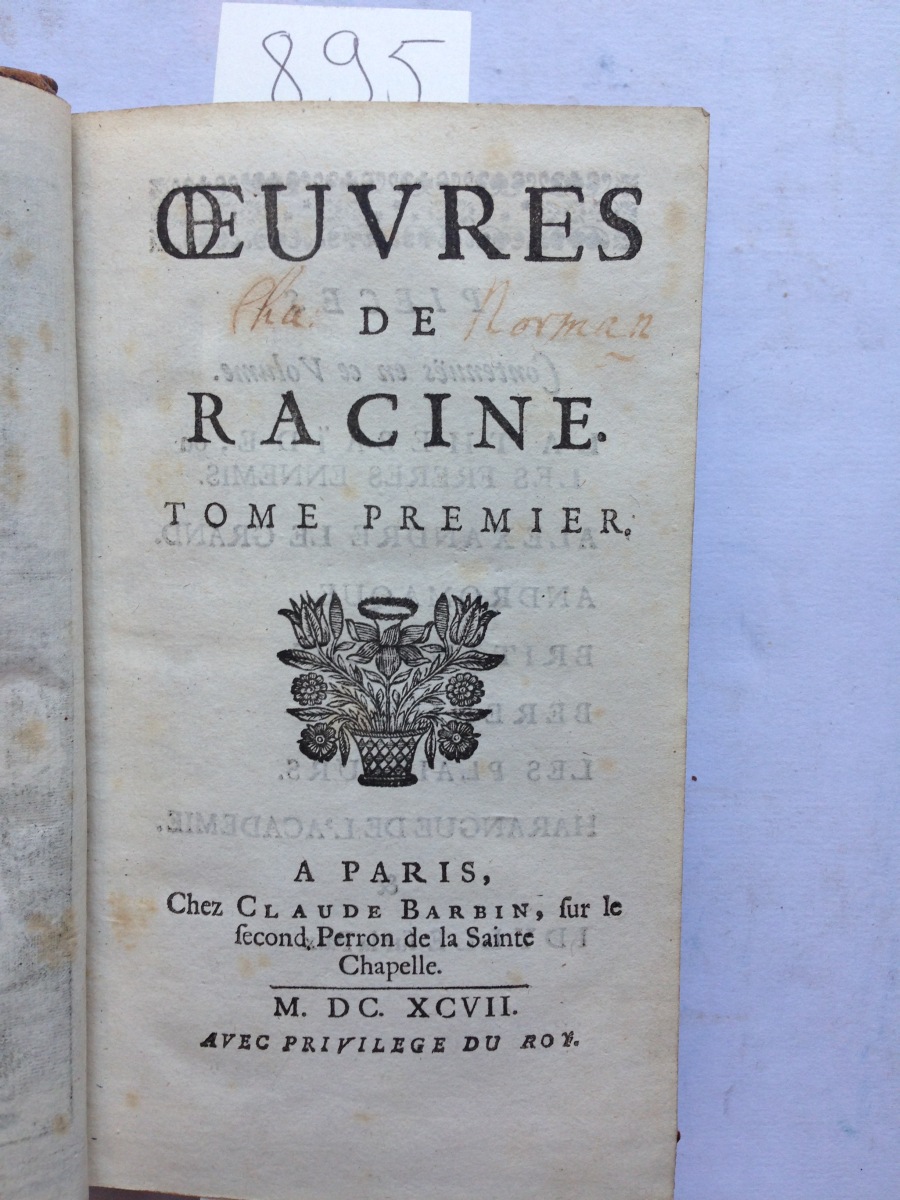 895
ŒUVRES
Cha. DE Norman
RACINE.
TOME PREMIER.
A PARIS,
Chez CLAUDE BARBIN, ſur le
ſecond Perron de la Sainte
Chapelle.
M. DC. XCVII.
AVEC PRIVILEGE DU ROY.